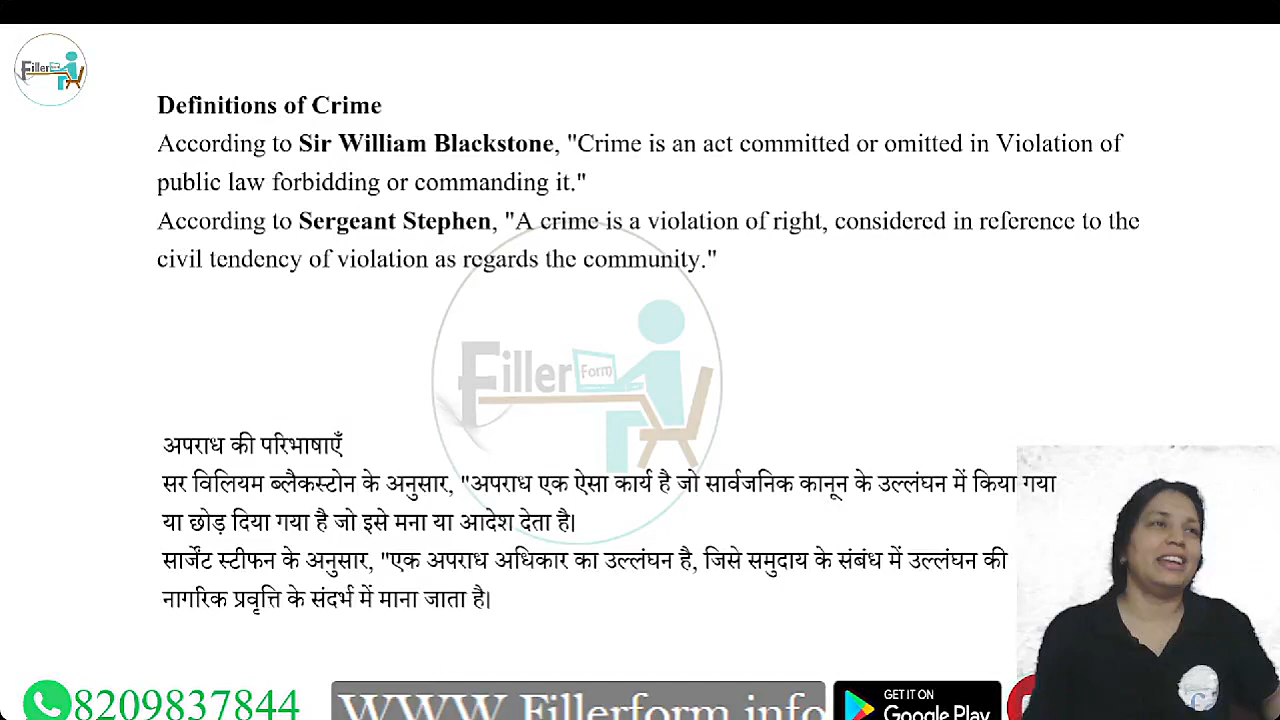 Filler
Definitions of Crime
According to Sir William Blackstone, "Crime is an act committed or omitted in Violation of
public law forbidding or commanding it."
According to Sergeant Stephen, "A crime is a violation of right, considered in reference to the
civil tendency of violation as regards the community."
Filler Form
अपराध की परिभाषाएँ
सर विलियम ब्लैकस्टोन के अनुसार, "अपराध एक ऐसा कार्य है जो सार्वजनिक कानून के उल्लंघन में किया गया
या छोड़ दिया गया है जो इसे मना या आदेश देता है।
सार्जेंट स्टीफन के अनुसार, "एक अपराध अधिकार का उल्लंघन है, जिसे समुदाय के संबंध में उल्लंघन की
नागरिक प्रवृत्ति के संदर्भ में माना जाता है।
8209837844
WWW.Fillerform.info
GET IT ON
Google Play